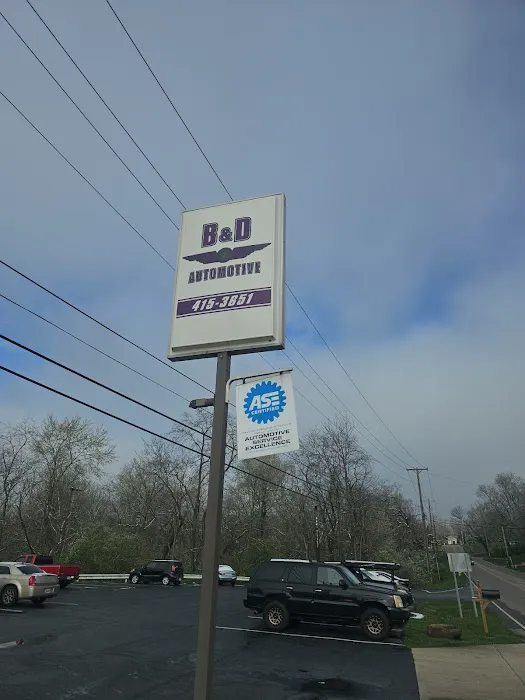 B&D
AUTOMOTIVE
415-3651
ASE
CERTIFIED
AUTOMOTIVE
SERVICE
EXCELLENCE